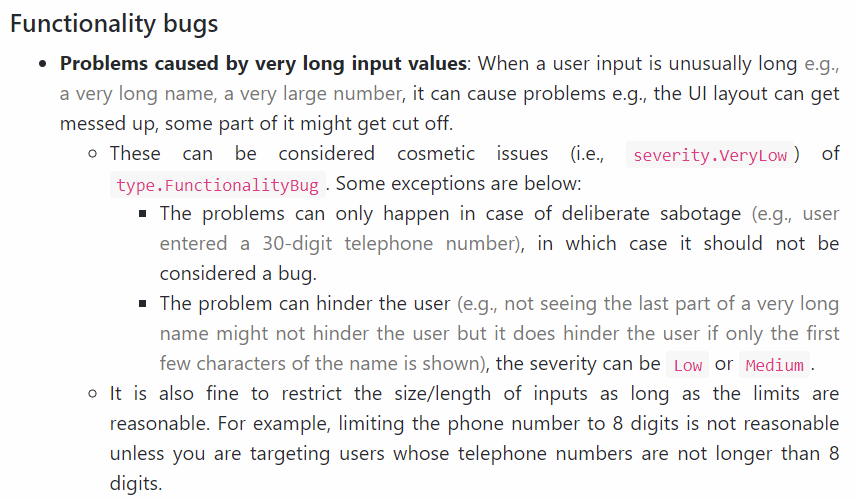 Functionality bugs
• Problems caused by very long input values: When a user input is unusually long e.g.,
a very long name, a very large number, it can cause problems e.g., the UI layout can get
messed up, some part of it might get cut off.
◦ These can be considered cosmetic issues (i.e., severity.VeryLow) of
type.FunctionalityBug. Some exceptions are below:
▪ The problems can only happen in case of deliberate sabotage (e.g., user
entered a 30-digit telephone number), in which case it should not be
considered a bug.
▪ The problem can hinder the user (e.g., not seeing the last part of a very long
name might not hinder the user but it does hinder the user if only the first
few characters of the name is shown), the severity can be Low or Medium.
◦ It is also fine to restrict the size/length of inputs as long as the limits are
reasonable. For example, limiting the phone number to 8 digits is not reasonable
unless you are targeting users whose telephone numbers are not longer than 8
digits.